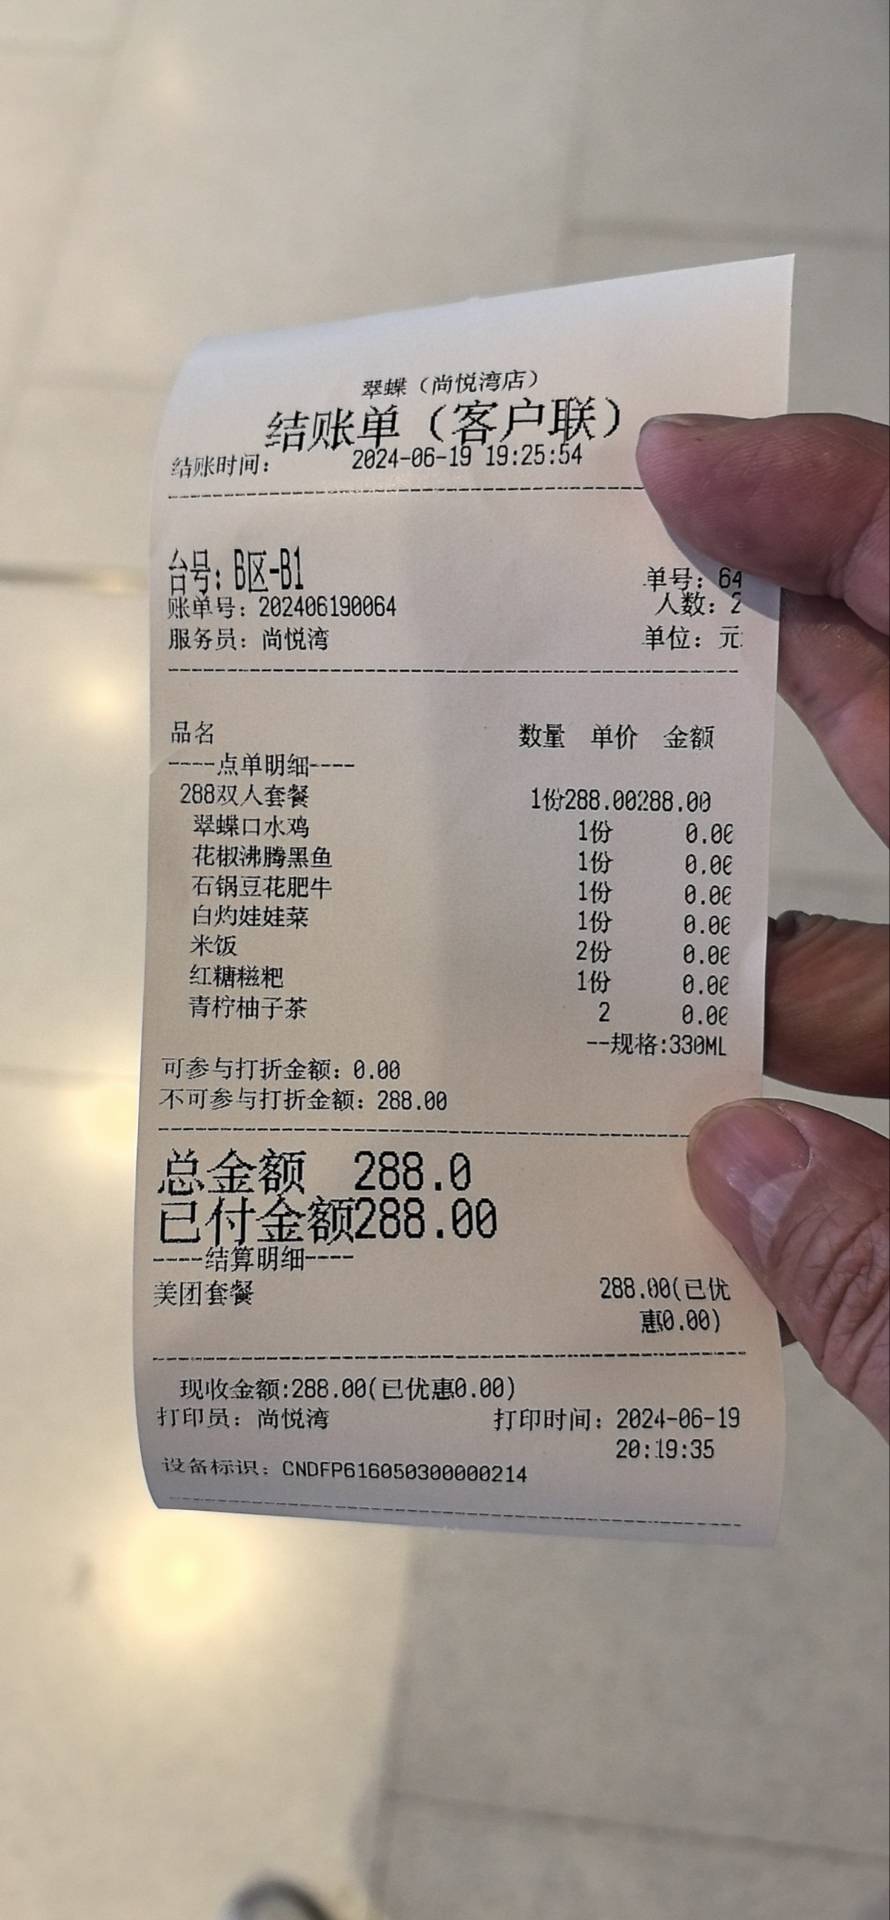 翠蝶（尚悦湾店）
结账单（客户联）
结账时间： 2024-06-19 19:25:54
台号：B区-B1
单号：64
账单号：202406190064
人数：2
服务员：尚悦湾
单位：元
品名 数量 单价 金额
----点单明细----
288双人套餐 1份288.00288.00
翠蝶口水鸡 1份 0.00
花椒沸腾黑鱼 1份 0.00
石锅豆花肥牛 1份 0.00
白灼娃娃菜 1份 0.00
米饭 2份 0.00
红糖糍粑 1份 0.00
青柠柚子茶 2 0.00
--规格:330ML
可参与打折金额：0.00
不可参与打折金额：288.00
总金额 288.0
已付金额288.00
----结算明细----
美团套餐 288.00(已优
惠0.00)
现收金额:288.00(已优惠0.00)
打印员：尚悦湾 打印时间：2024-06-19
20:19:35
设备标识：CNDFP616050300000214